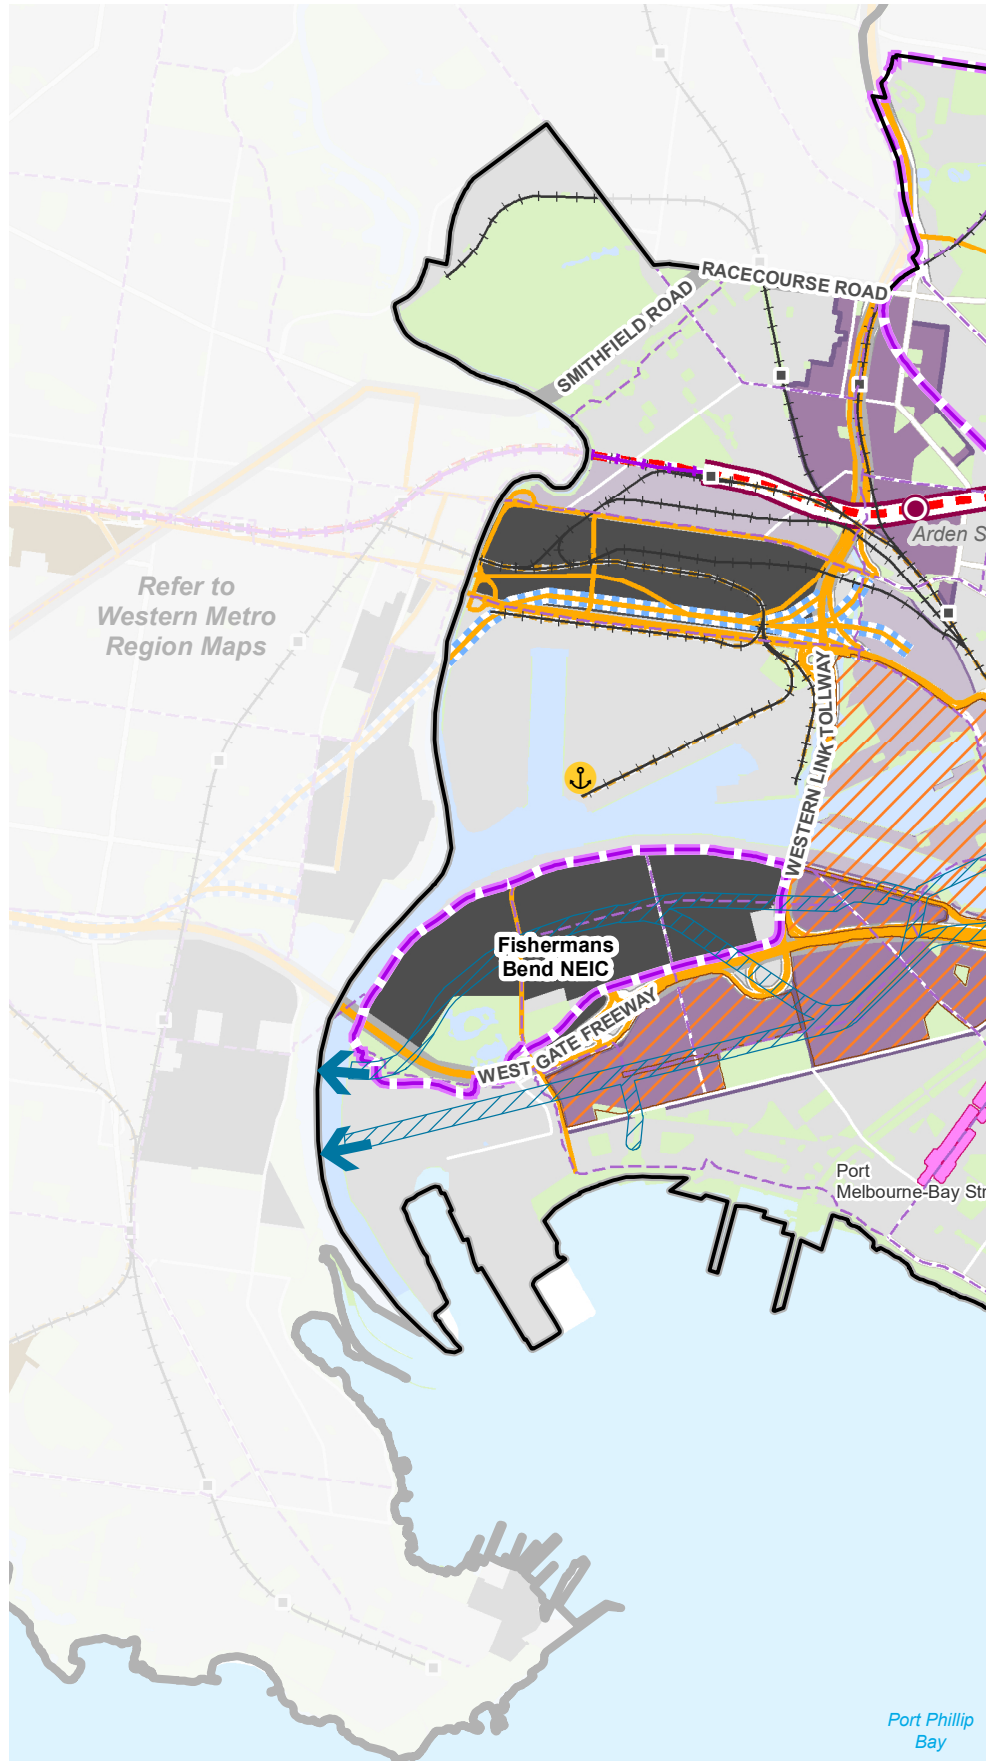 RACECOURSE ROAD
SMITHFIELD ROAD
Arden S
Refer to
Western Metro
Region Maps
WESTERN LINK TOLLWAY
Fishermans
Bend NEIC
WEST GATE FREEWAY
Port
Melbourne-Bay Str
Port Phillip
Bay